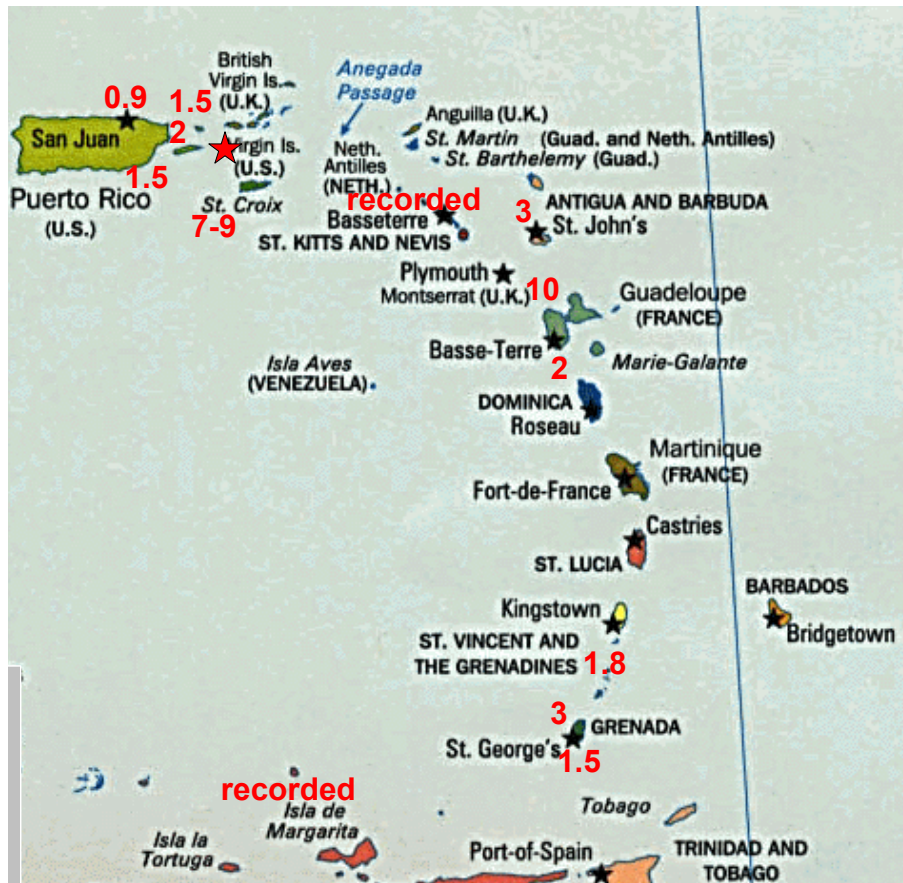 British
Virgin Is.
(U.K.)
Anegada
Passage
0.9
1.5
2
San Juan
Virgin Is.
(U.S.)
1.5
Puerto Rico
(U.S.)
St. Croix
7-9
Neth.
Antilles
(NETH.)
Anguilla (U.K.)
St. Martin (Guad. and Neth. Antilles)
St. Barthelemy (Guad.)
recorded
Basseterre
ST. KITTS AND NEVIS
ANTIGUA AND BARBUDA
3
St. John's
Plymouth
Montserrat (U.K.)
10
Guadeloupe
(FRANCE)
Basse-Terre
2
Marie-Galante
Isla Aves
(VENEZUELA)
DOMINICA
Roseau
Martinique
(FRANCE)
Fort-de-France
Castries
ST. LUCIA
BARBADOS
Bridgetown
Kingstown
ST. VINCENT AND
THE GRENADINES
1.8
3
GRENADA
St. George's
1.5
recorded
Isla de
Margarita
Isla la
Tortuga
Tobago
Port-of-Spain
TRINIDAD AND
TOBAGO